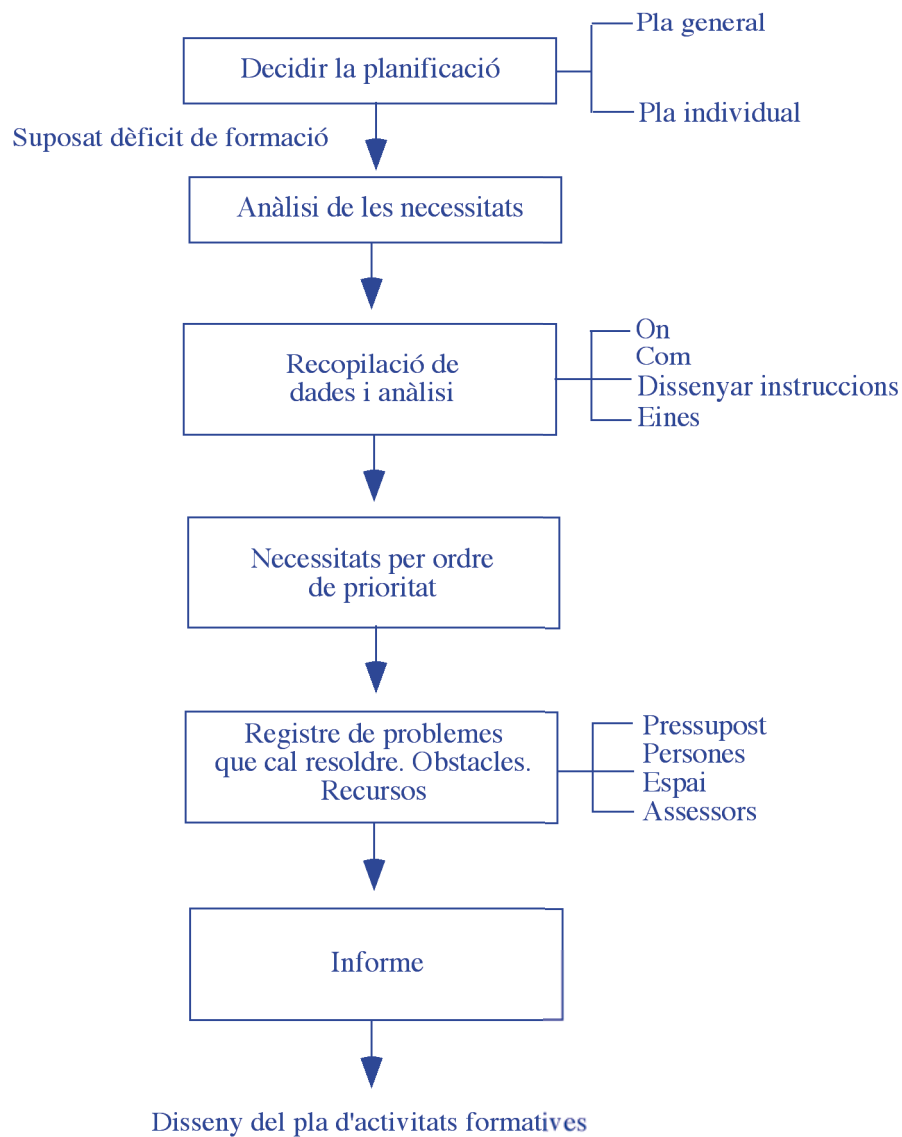 Pla general
Decidir la planificació
Pla individual
Suposat dèficit de formació
Anàlisi de les necessitats
On
Com
Recopilació de
dades i anàlisi
Dissenyar instruccions
Eines
Necessitats per ordre
de prioritat
Registre de problemes
que cal resoldre. Obstacles.
Recursos
Pressupost
Persones
Espai
Assessors
Informe
Disseny del pla d'activitats formatives